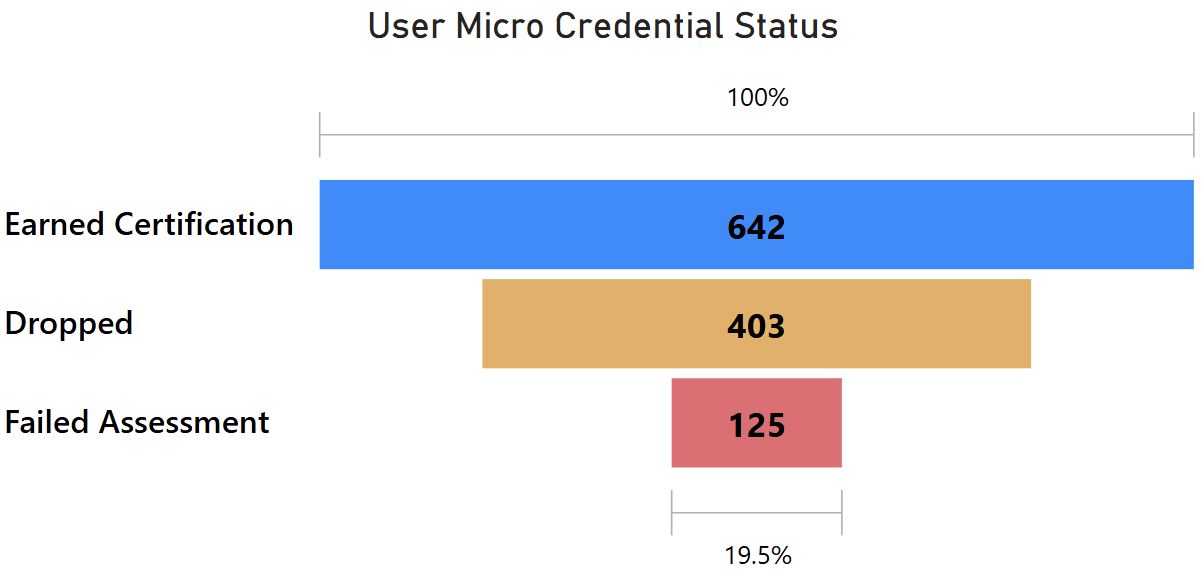 User Micro Credential Status
100%
Earned Certification
642
Dropped
403
Failed Assessment
125
19.5%